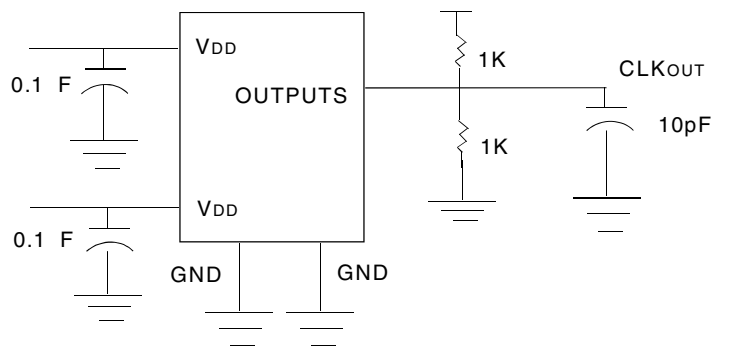 VDD
0.1 F
OUTPUTS
1K
CLKOUT
10pF
1K
VDD
0.1 F
GND
GND